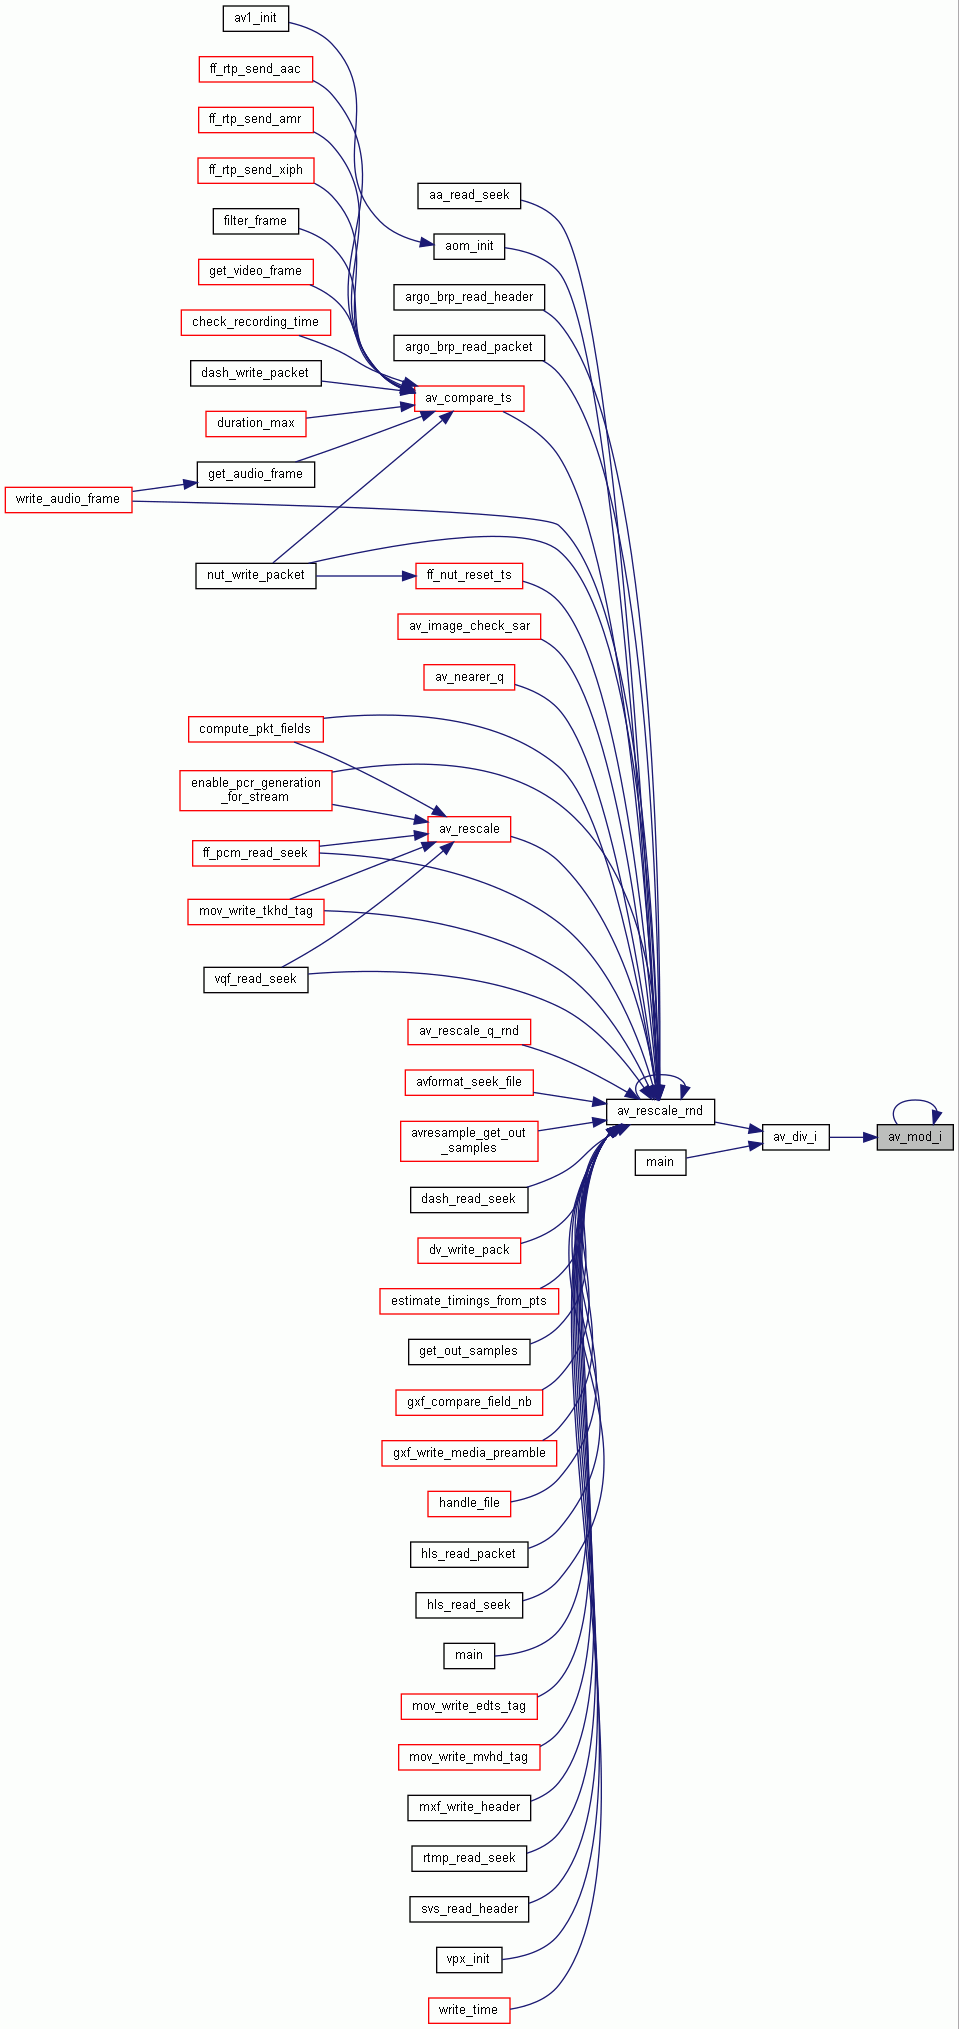 av1_init
ff_rtp_send_aac
ff_rtp_send_amr
ff_rtp_send_xiph
aa_read_seek
filter_frame
aom_init
get_video_frame
argo_brp_read_header
check_recording_time
argo_brp_read_packet
dash_write_packet
av_compare_ts
duration_max
get_audio_frame
write_audio_frame
nut_write_packet
ff_nut_reset_ts
av_image_check_sar
av_nearer_q
compute_pkt_fields
enable_pcr_generation
_for_stream
av_rescale
ff_pcm_read_seek
mov_write_tkhd_tag
vqf_read_seek
av_rescale_q_rnd
avformat_seek_file
av_rescale_rnd
avresample_get_out
_samples
av_div_i
av_mod_i
main
dash_read_seek
dv_write_pack
estimate_timings_from_pts
get_out_samples
gxf_compare_field_nb
gxf_write_media_preamble
handle_file
hls_read_packet
hls_read_seek
main
mov_write_edts_tag
mov_write_mvhd_tag
mxf_write_header
rtmp_read_seek
svs_read_header
vpx_init
write_time